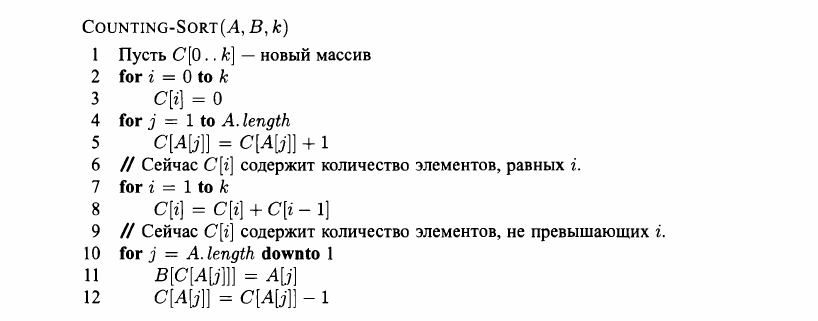 COUNTING-SORT(A, B, k)
1 Пусть C[0..k] — новый массив
2 for i = 0 to k
3 C[i] = 0
4 for j = 1 to A.length
5 C[A[j]] = C[A[j]] + 1
6 // Сейчас C[i] содержит количество элементов, равных i.
7 for i = 1 to k
8 C[i] = C[i] + C[i − 1]
9 // Сейчас C[i] содержит количество элементов, не превышающих i.
10 for j = A.length downto 1
11 B[C[A[j]]] = A[j]
12 C[A[j]] = C[A[j]] − 1